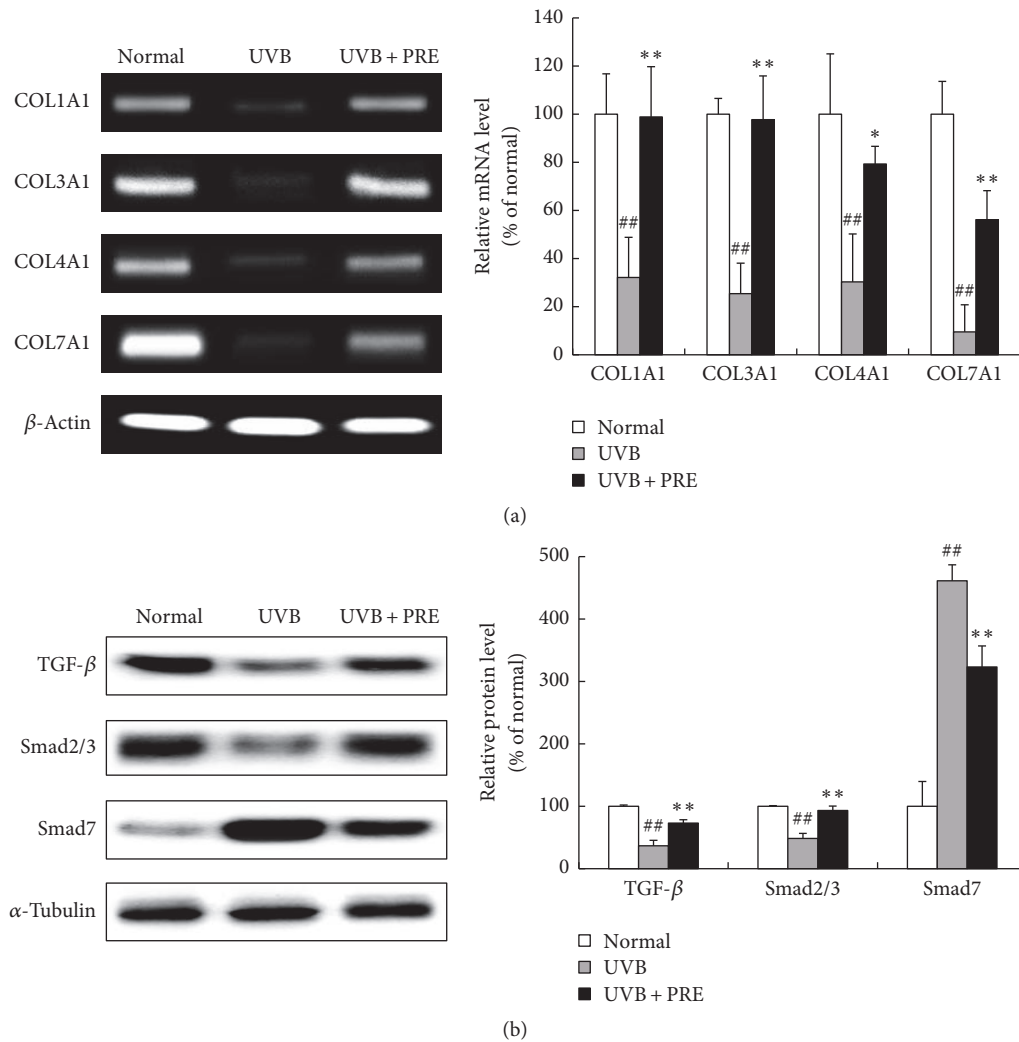 Normal UVB UVB + PRE
COL1A1
COL3A1
COL4A1
COL7A1
β-Actin
Relative mRNA level
(% of normal)
140
120
100
80
60
40
20
0
## ** ## ** ## * ## **
COL1A1 COL3A1 COL4A1 COL7A1
Normal
UVB
UVB + PRE
(a)
Normal UVB UVB + PRE
TGF-β
Smad2/3
Smad7
α-Tubulin
Relative protein level
(% of normal)
500
400
300
200
100
0
## ** ## ** ## **
TGF-β Smad2/3 Smad7
Normal
UVB
UVB + PRE
(b)